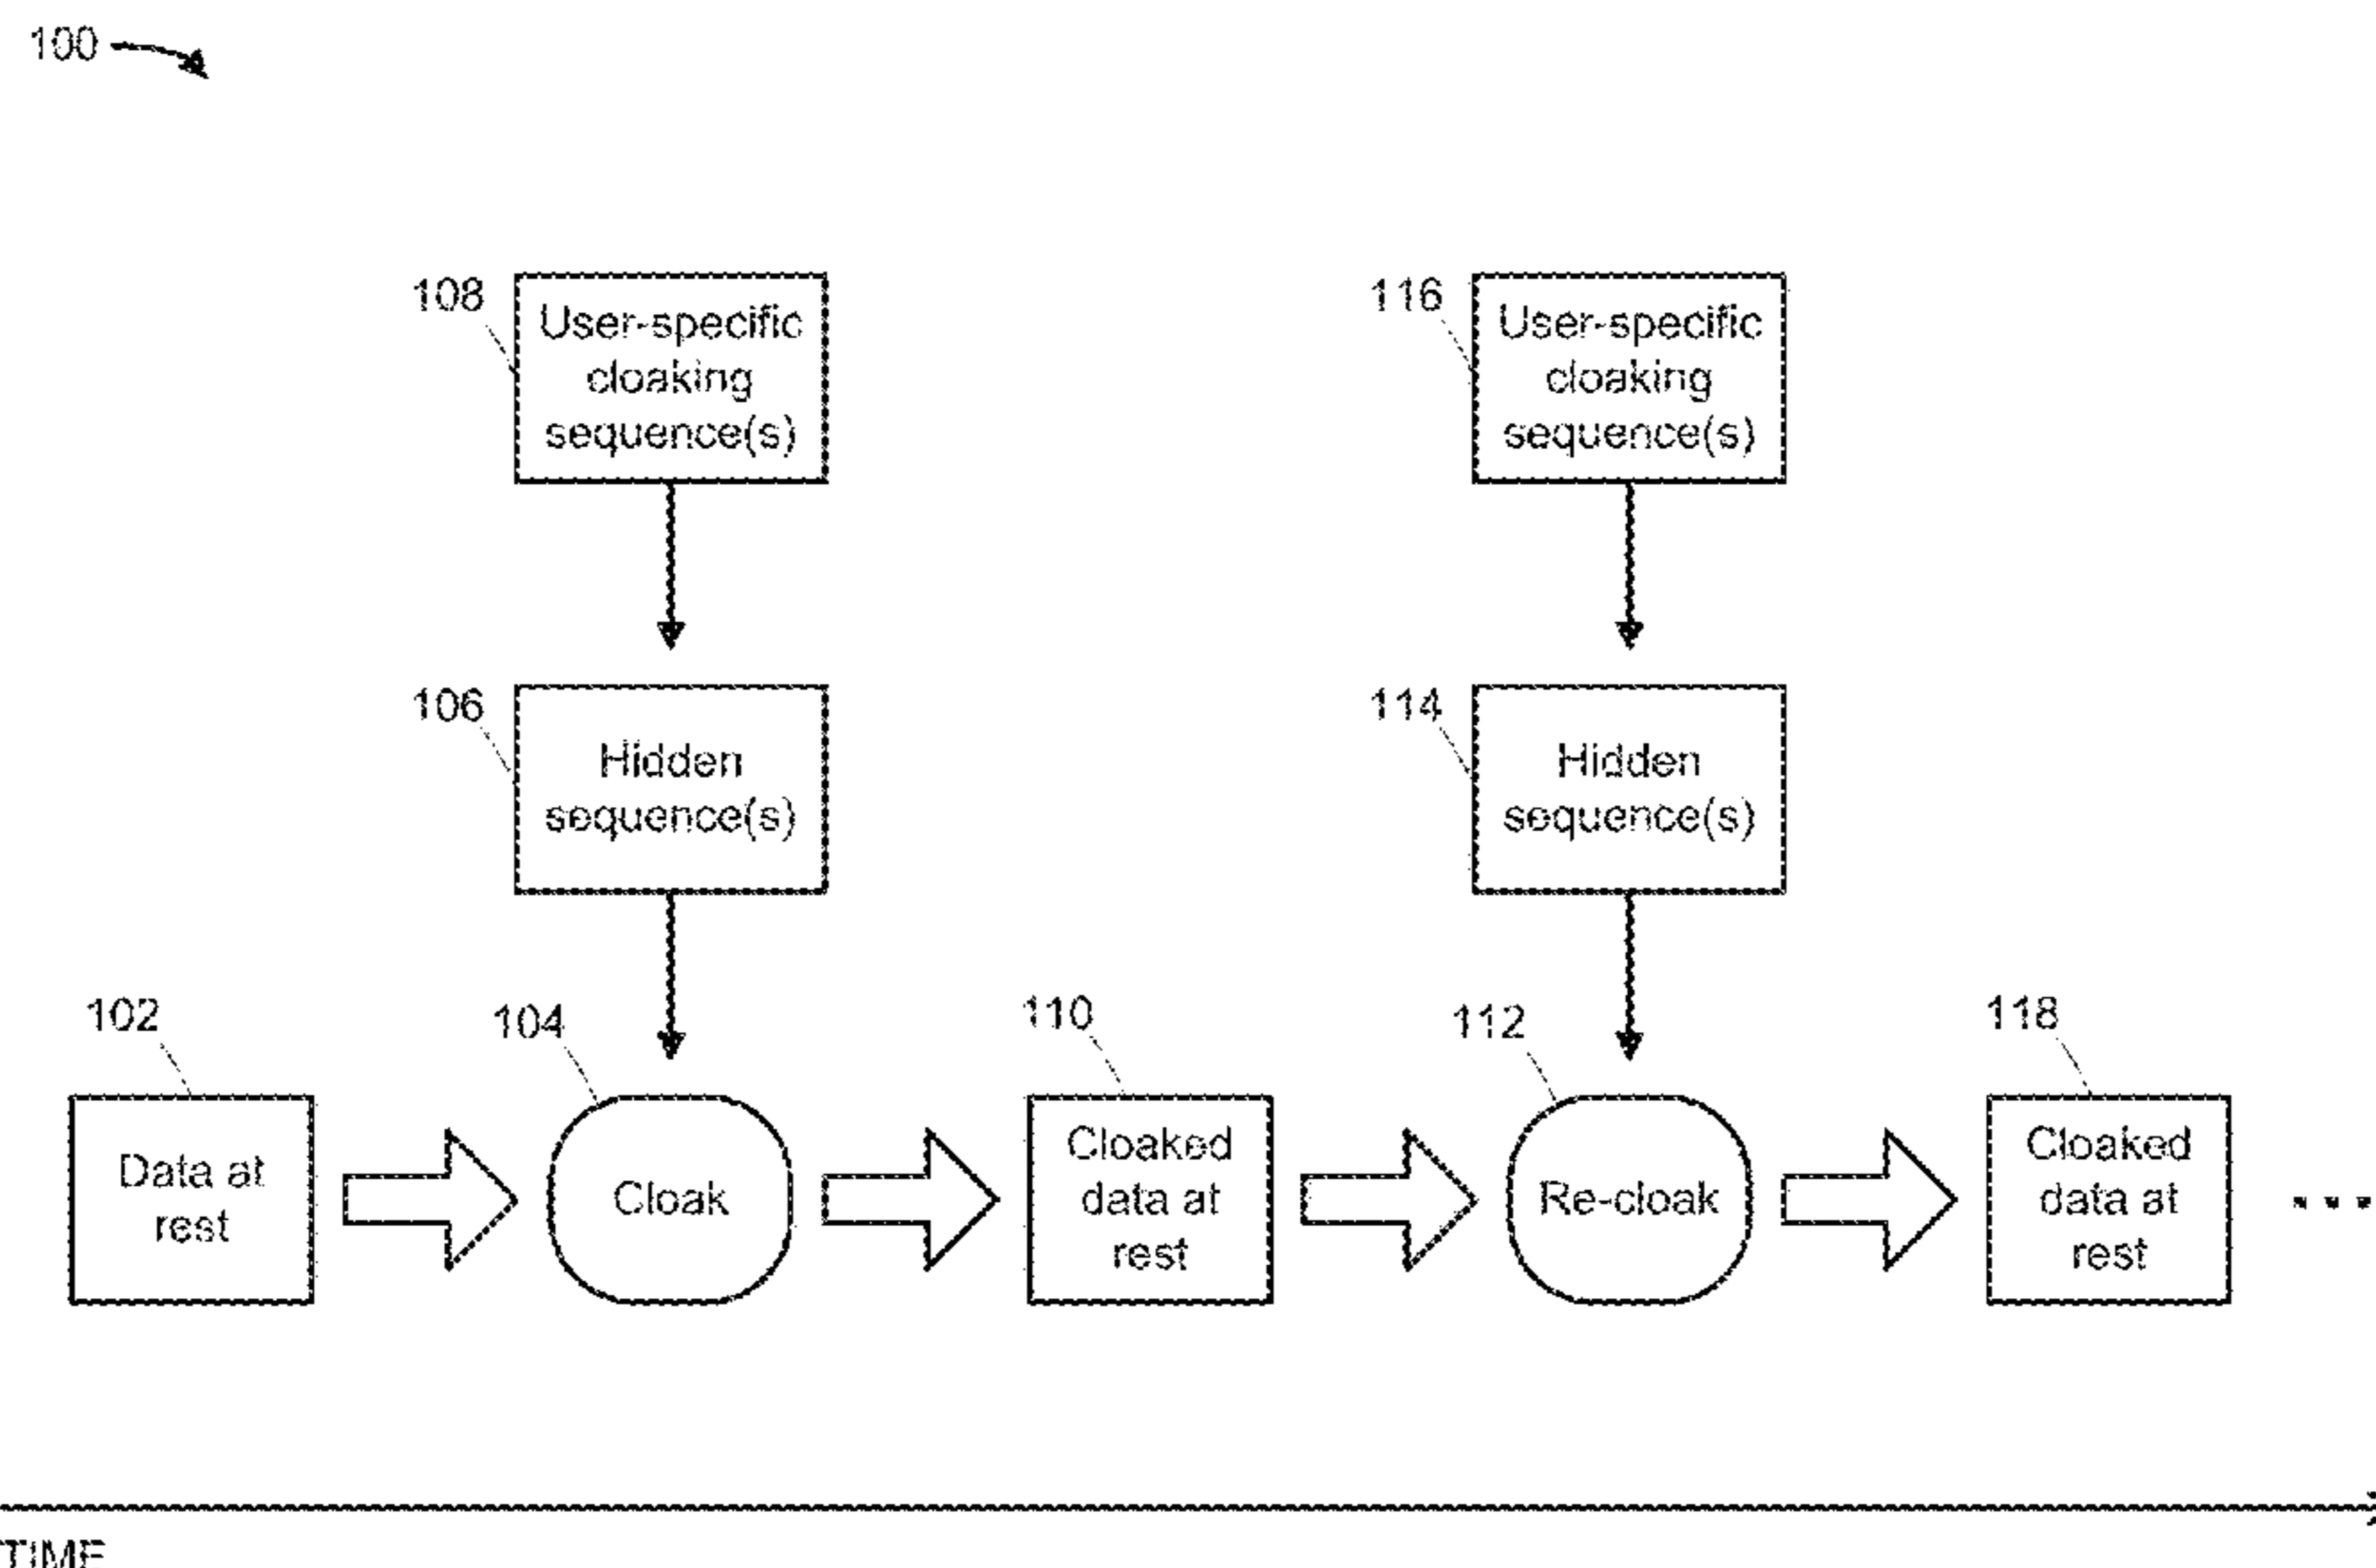 100
108
User-specific
cloaking
sequence(s)
116
User-specific
cloaking
sequence(s)
106
Hidden
sequence(s)
114
Hidden
sequence(s)
102
Data at
rest
104
Cloak
110
Cloaked
data at
rest
112
Re-cloak
118
Cloaked
data at
rest
...
TIME